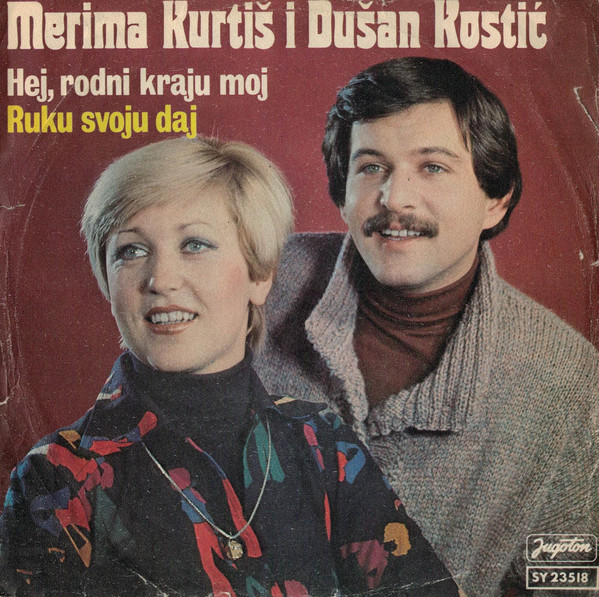 Merima Kurtiš i Dušan Kostić
Hej, rodni kraju moj
Ruku svoju daj
Jugoton
SY 23518